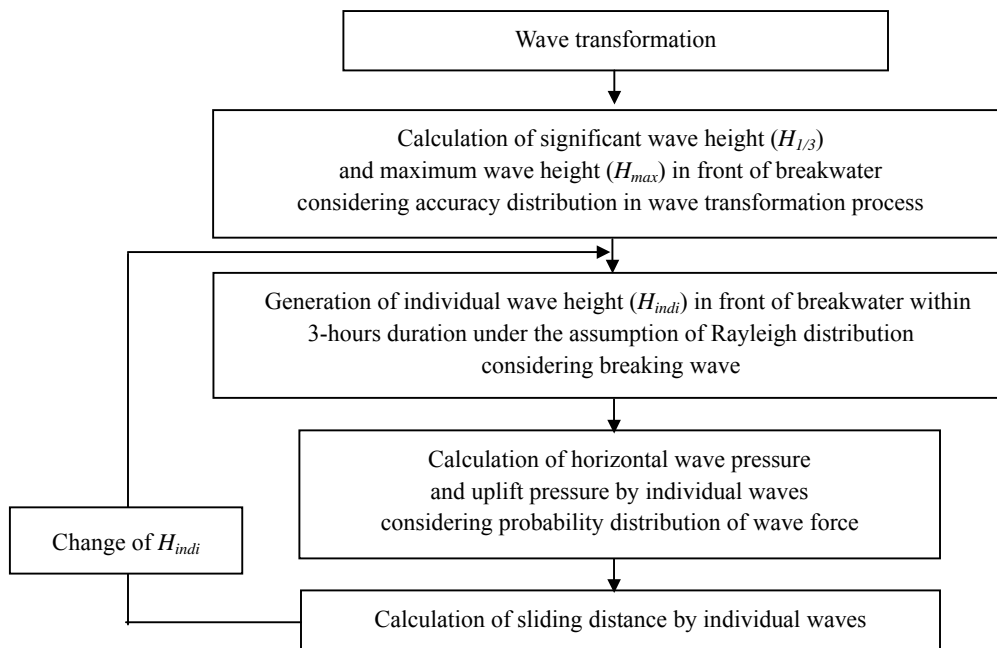 Wave transformation
Calculation of significant wave height (H1/3)
and maximum wave height (Hmax) in front of breakwater
considering accuracy distribution in wave transformation process
Generation of individual wave height (Hindi) in front of breakwater within
3-hours duration under the assumption of Rayleigh distribution
considering breaking wave
Calculation of horizontal wave pressure
and uplift pressure by individual waves
considering probability distribution of wave force
Change of Hindi
Calculation of sliding distance by individual waves